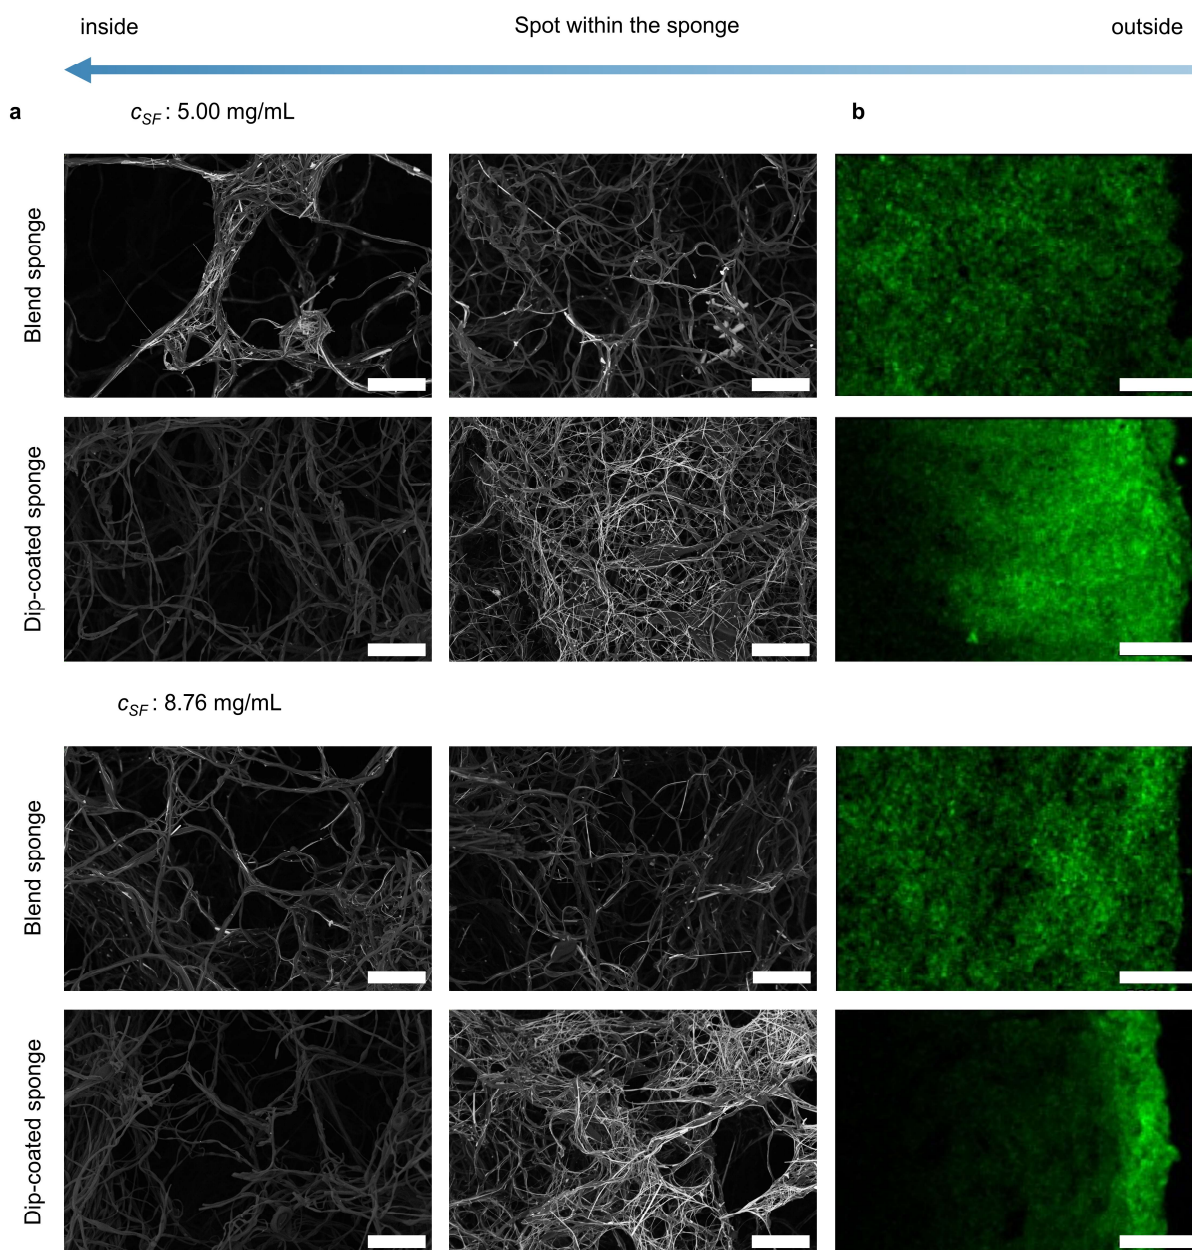 inside Spot within the sponge outside
a c_SF : 5.00 mg/mL b
Blend sponge
Dip-coated sponge
c_SF : 8.76 mg/mL
Blend sponge
Dip-coated sponge